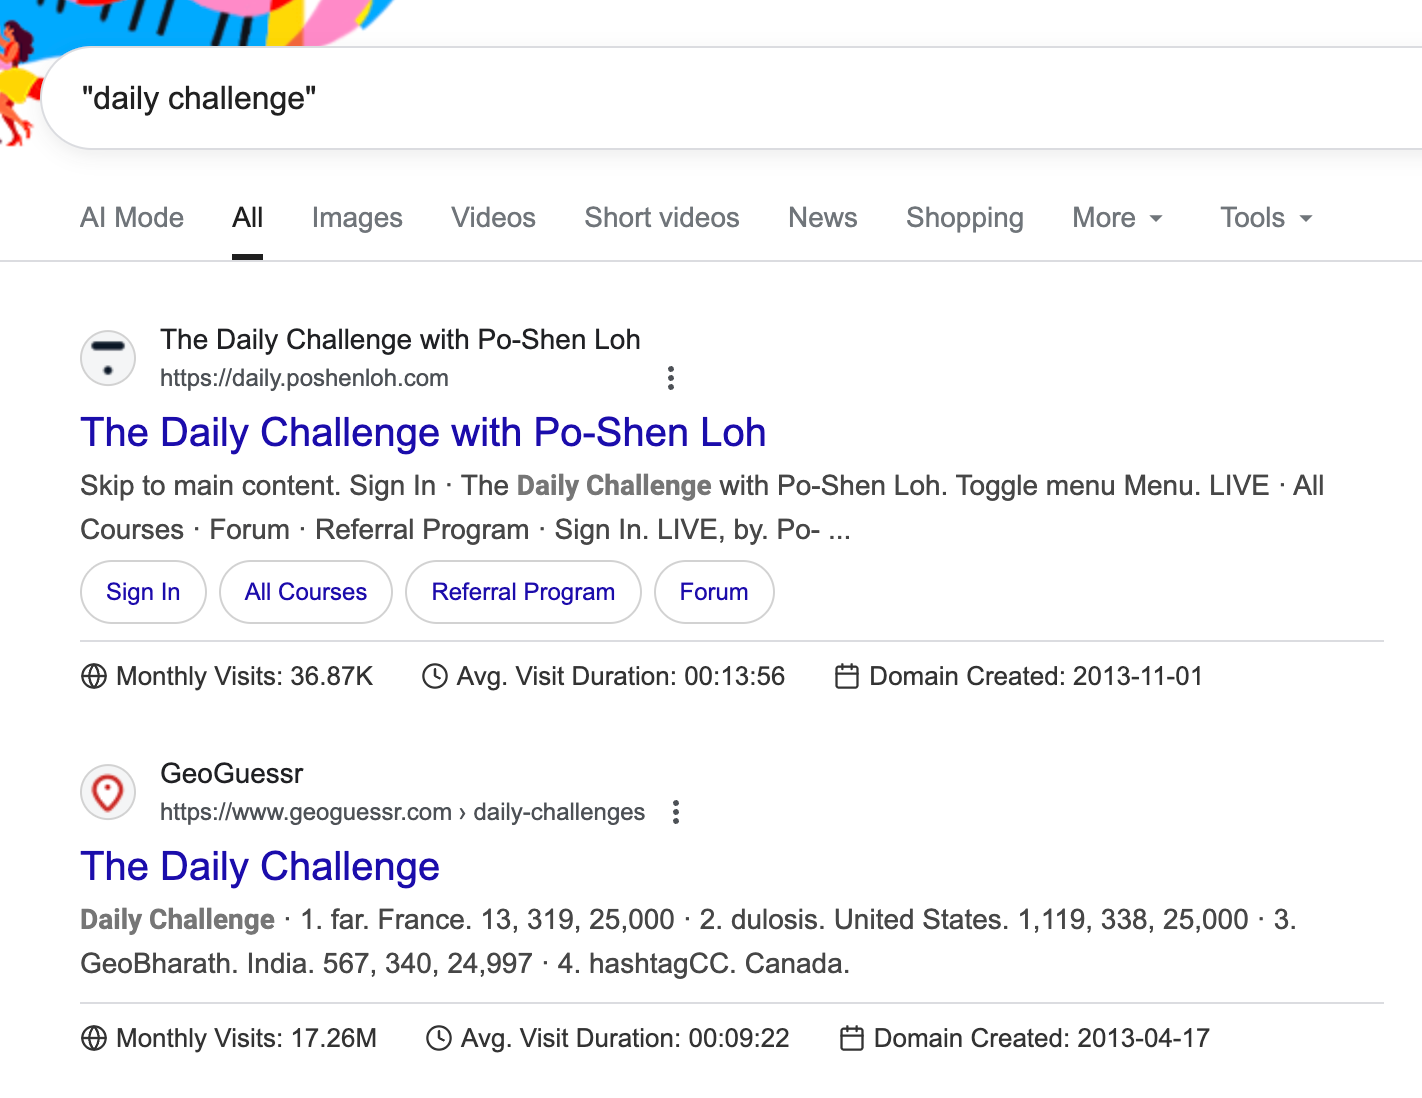 "daily challenge"
AI Mode All Images Videos Short videos News Shopping More Tools
The Daily Challenge with Po-Shen Loh
https://daily.poshenloh.com
The Daily Challenge with Po-Shen Loh
Skip to main content. Sign In · The Daily Challenge with Po-Shen Loh. Toggle menu Menu. LIVE · All
Courses · Forum · Referral Program · Sign In. LIVE, by. Po- ...
Sign In All Courses Referral Program Forum
Monthly Visits: 36.87K Avg. Visit Duration: 00:13:56 Domain Created: 2013-11-01
GeoGuessr
https://www.geoguessr.com › daily-challenges
The Daily Challenge
Daily Challenge · 1. far. France. 13, 319, 25,000 · 2. dulosis. United States. 1,119, 338, 25,000 · 3.
GeoBharath. India. 567, 340, 24,997 · 4. hashtagCC. Canada.
Monthly Visits: 17.26M Avg. Visit Duration: 00:09:22 Domain Created: 2013-04-17